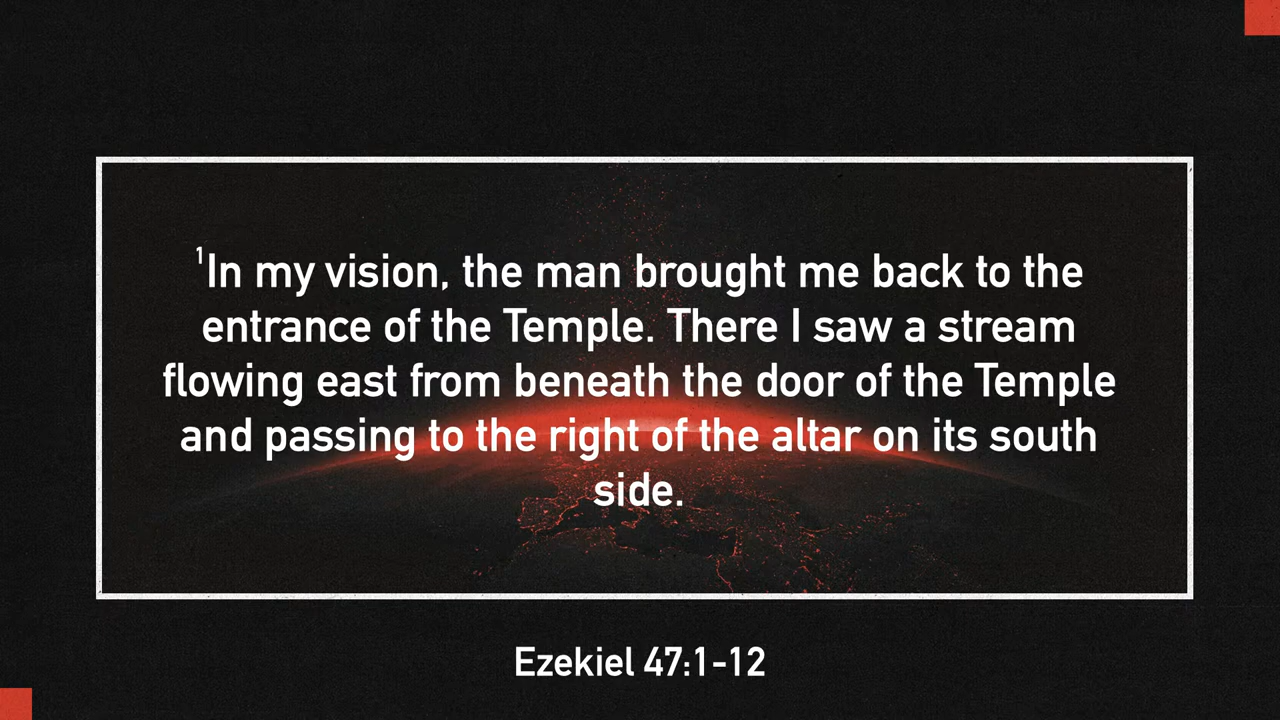 ¹In my vision, the man brought me back to the
entrance of the Temple. There I saw a stream
flowing east from beneath the door of the Temple
and passing to the right of the altar on its south
side.
Ezekiel 47:1-12